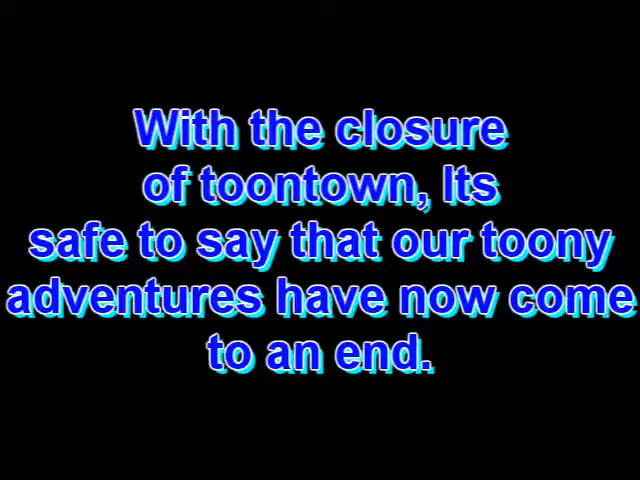 With the closure
of toontown, Its
safe to say that our toony
adventures have now come
to an end.